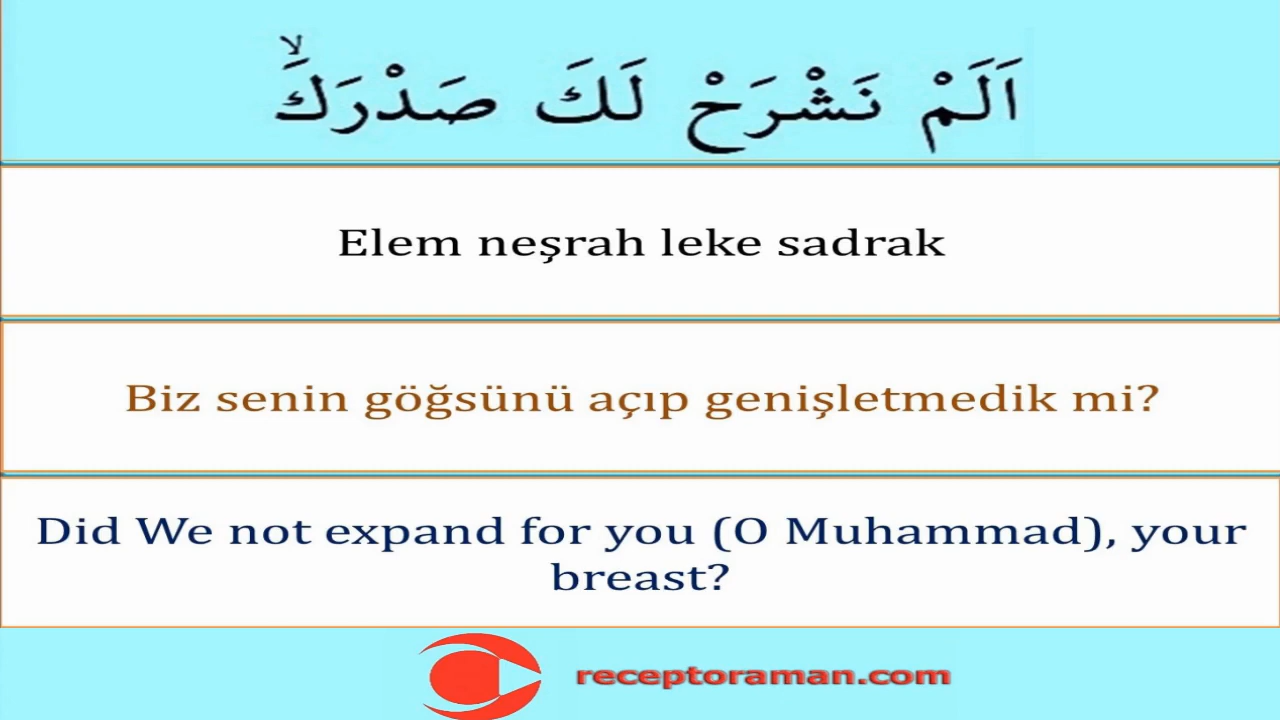 اَلَمْ نَشْرَحْ لَكَ صَدْرَكَۙ
Elem neşrah leke sadrak
Biz senin göğsünü açıp genişletmedik mi?
Did We not expand for you (O Muhammad), your
breast?
receptoraman.com